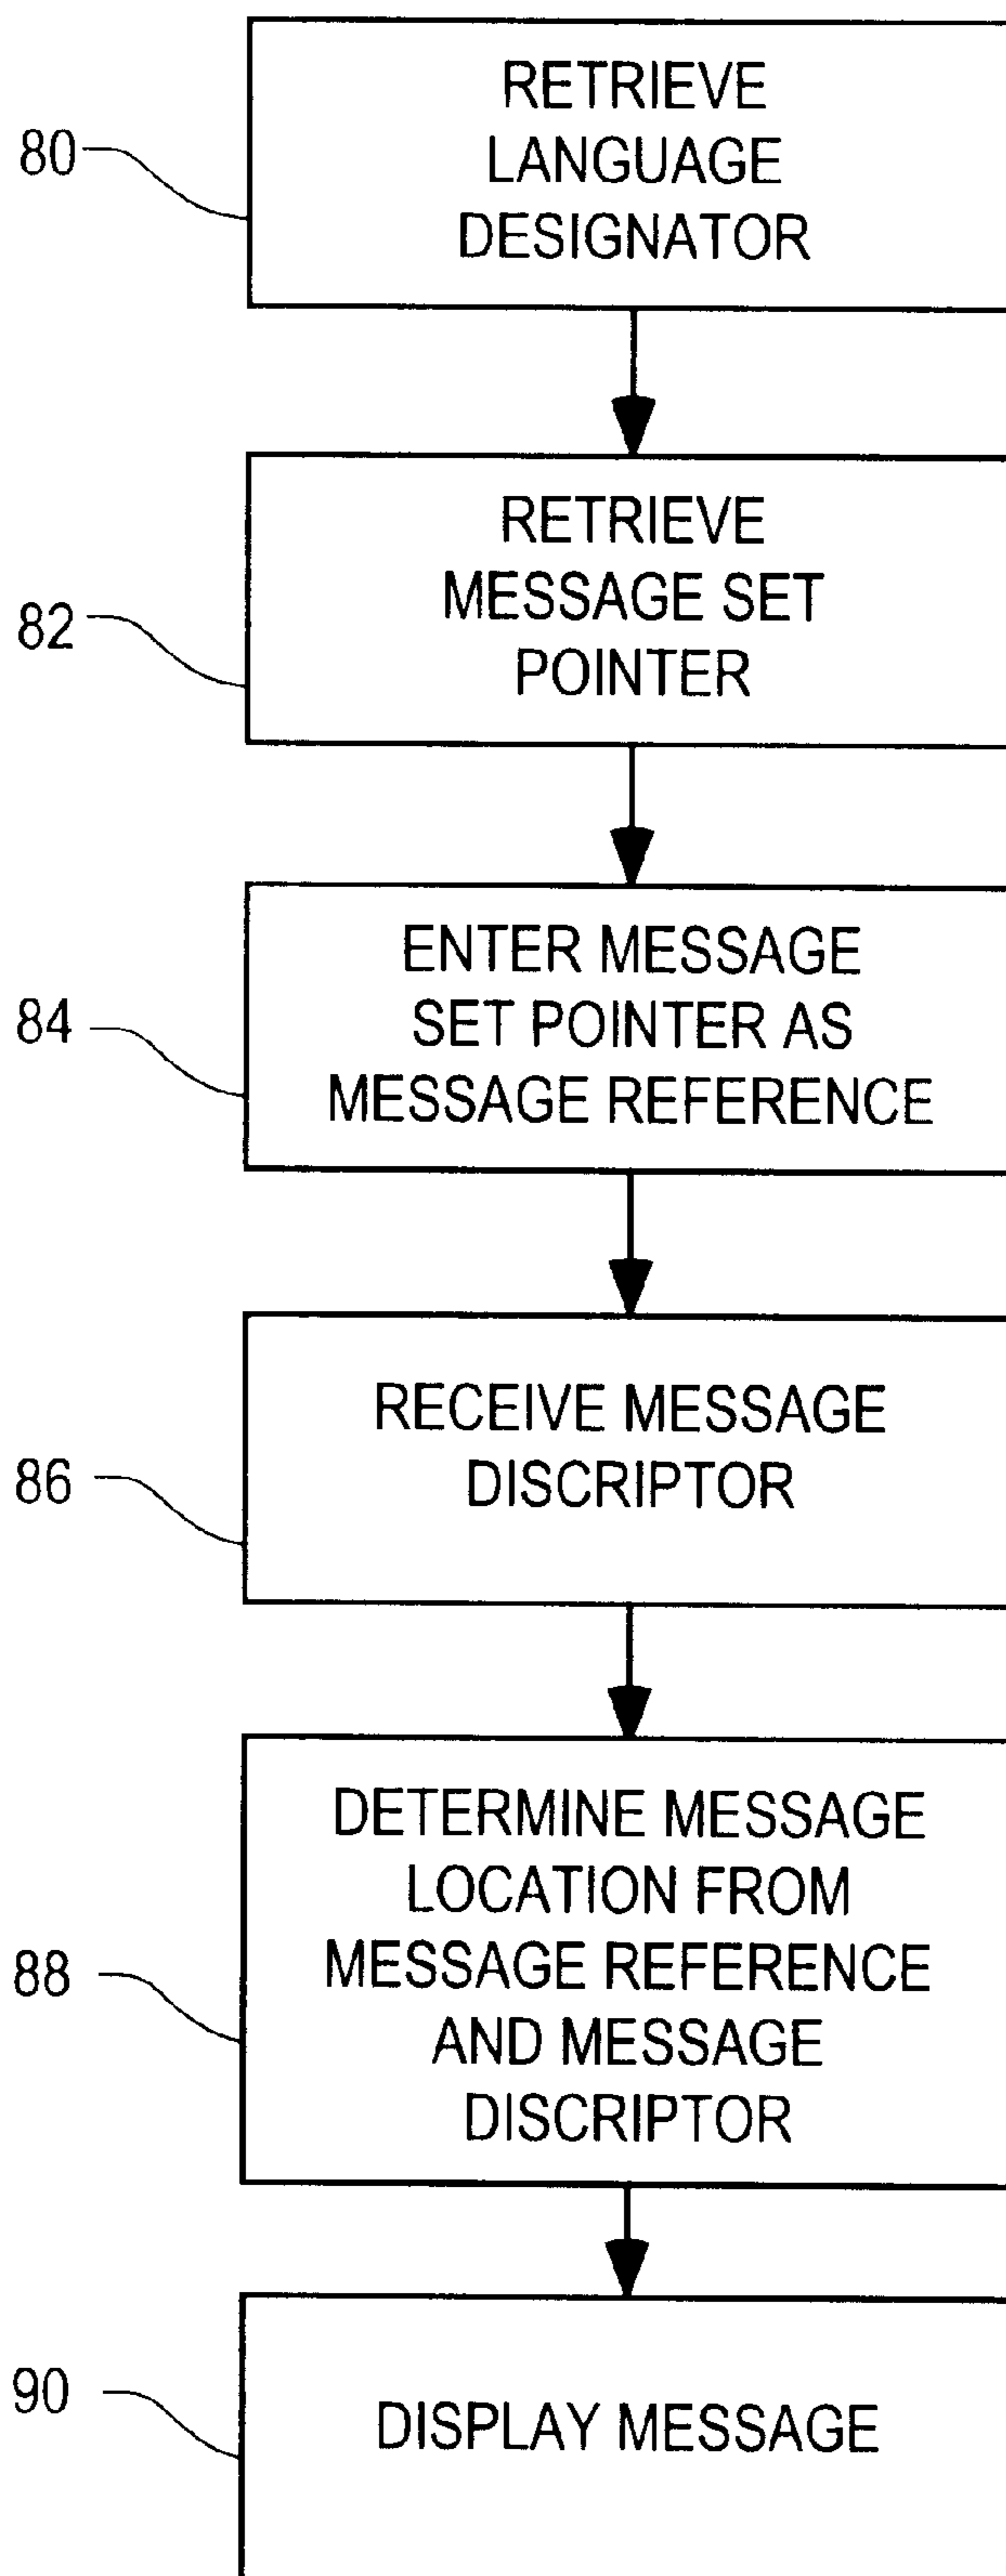 80
RETRIEVE
LANGUAGE
DESIGNATOR
82
RETRIEVE
MESSAGE SET
POINTER
84
ENTER MESSAGE
SET POINTER AS
MESSAGE REFERENCE
86
RECEIVE MESSAGE
DISCRIPTOR
88
DETERMINE MESSAGE
LOCATION FROM
MESSAGE REFERENCE
AND MESSAGE
DISCRIPTOR
90
DISPLAY MESSAGE